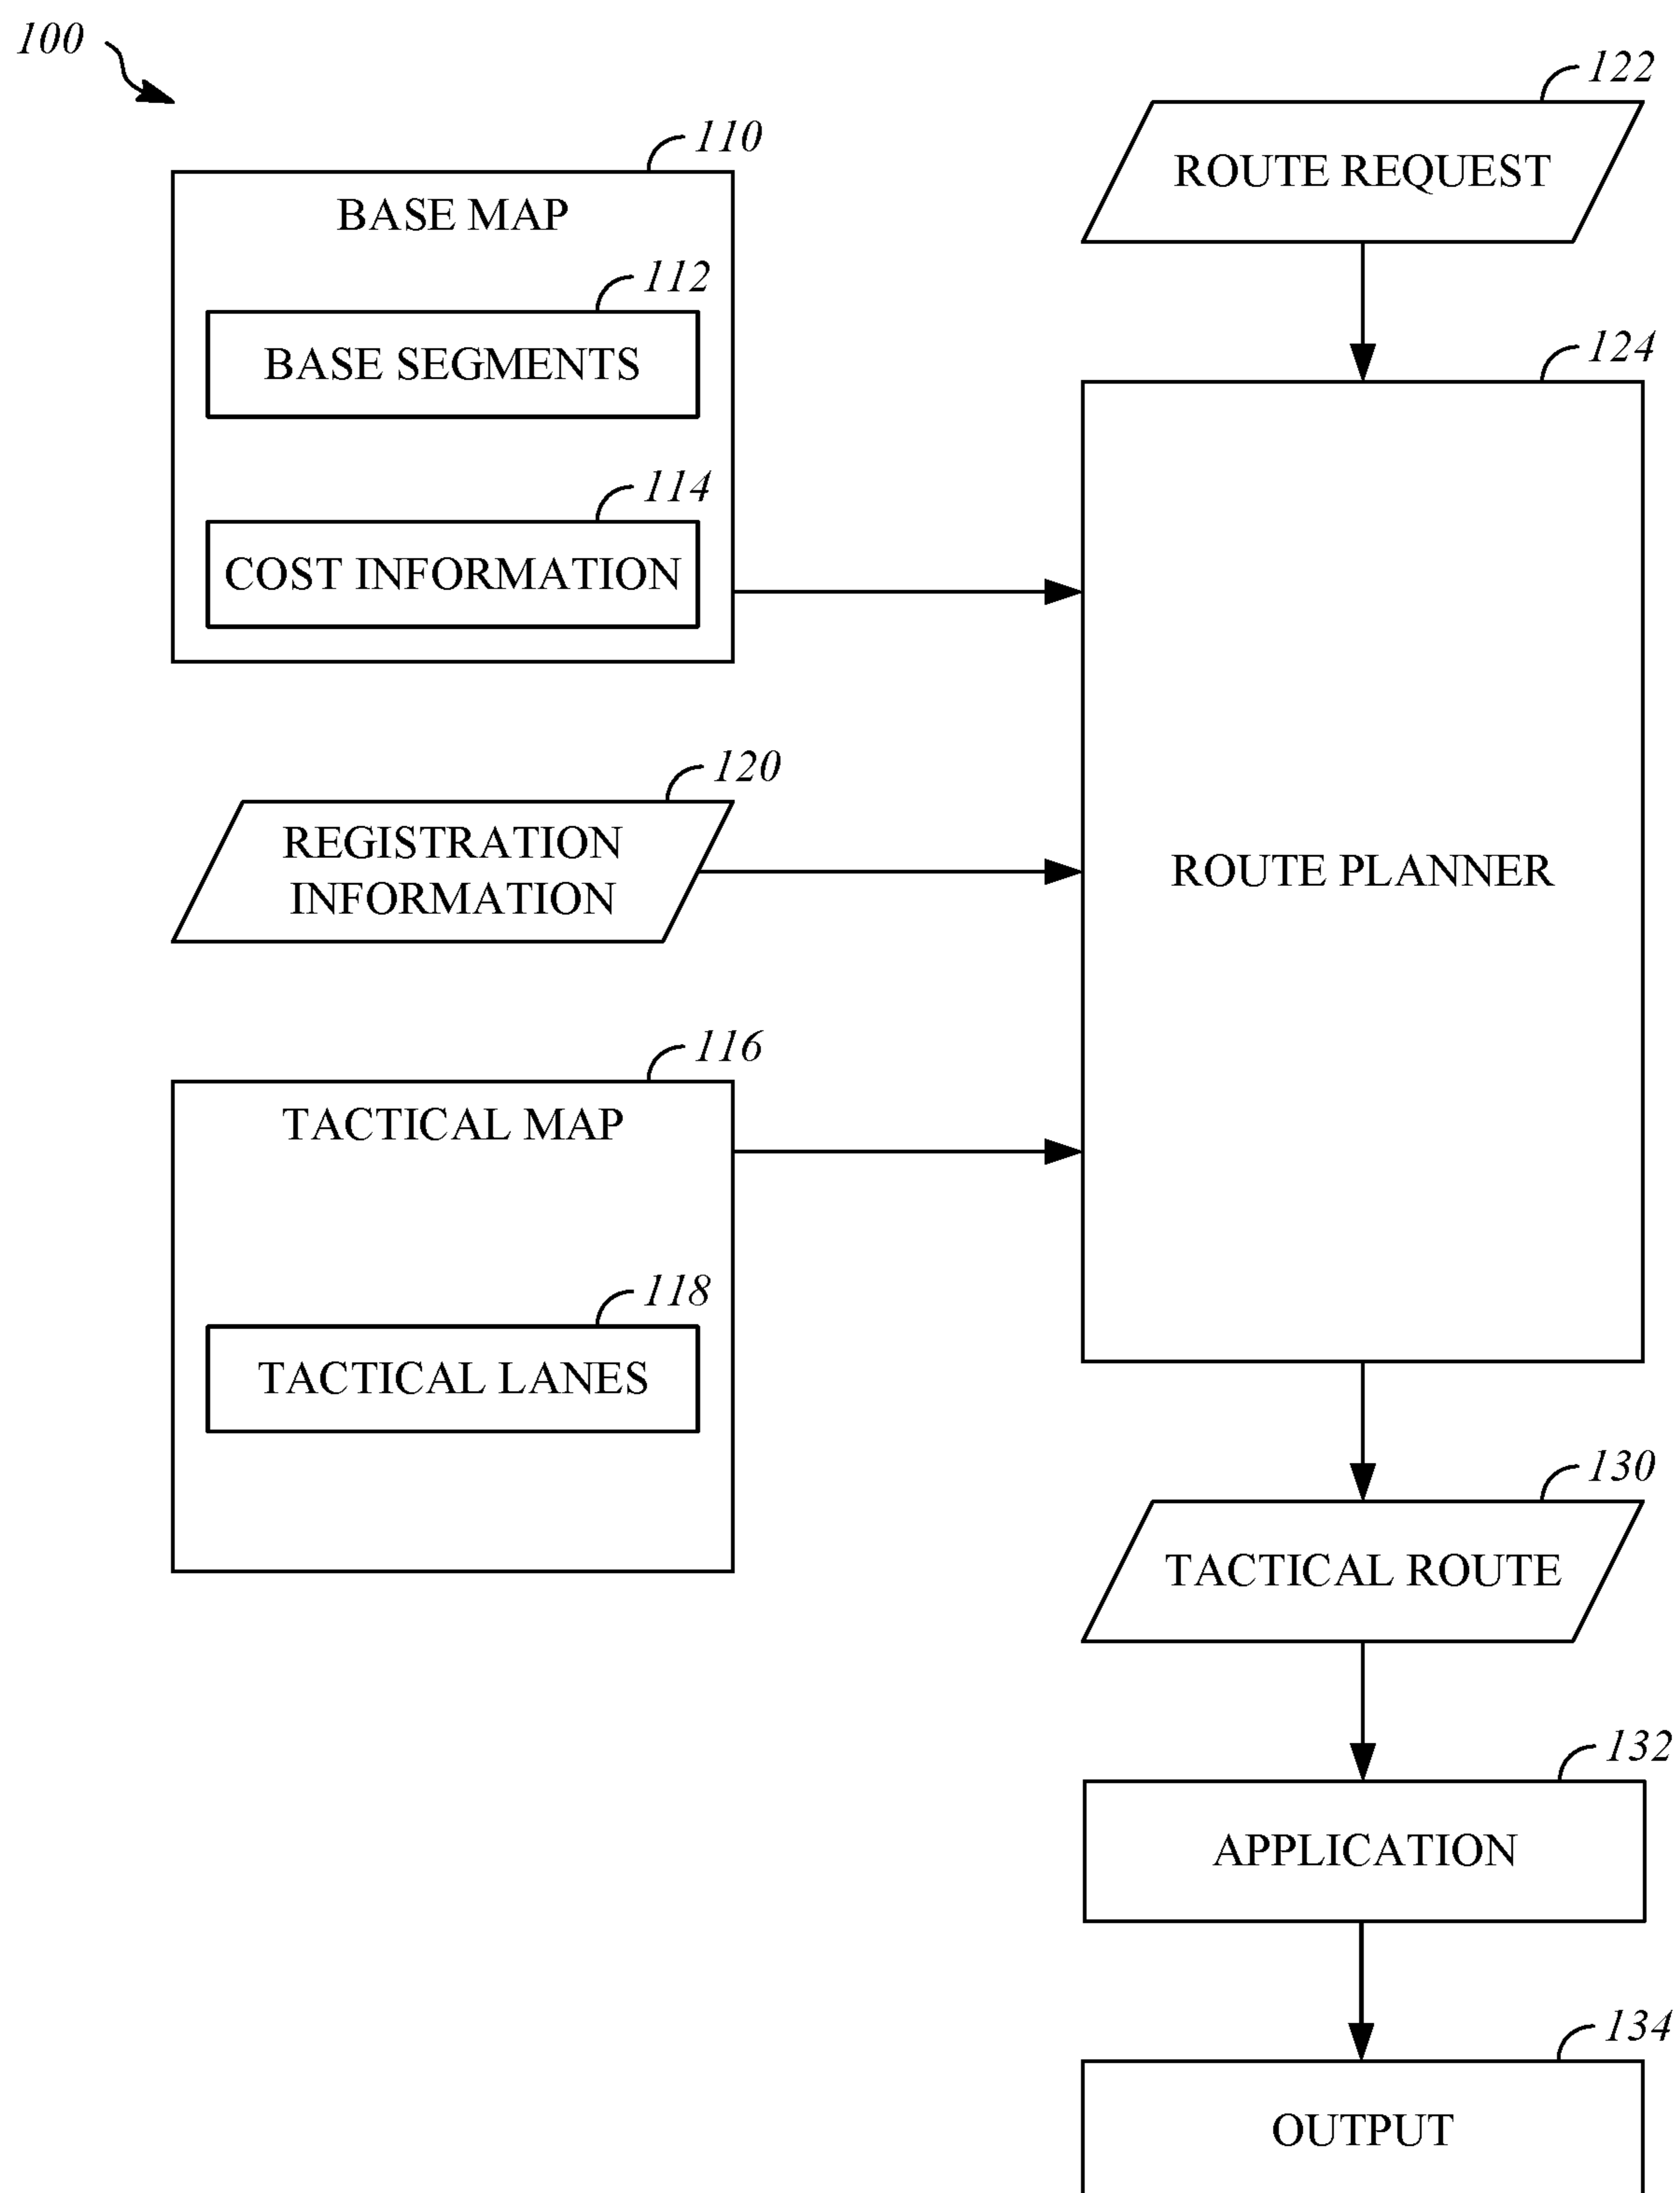 100
110
BASE MAP
112
BASE SEGMENTS
114
COST INFORMATION
120
REGISTRATION
INFORMATION
116
TACTICAL MAP
118
TACTICAL LANES
122
ROUTE REQUEST
124
ROUTE PLANNER
130
TACTICAL ROUTE
132
APPLICATION
134
OUTPUT